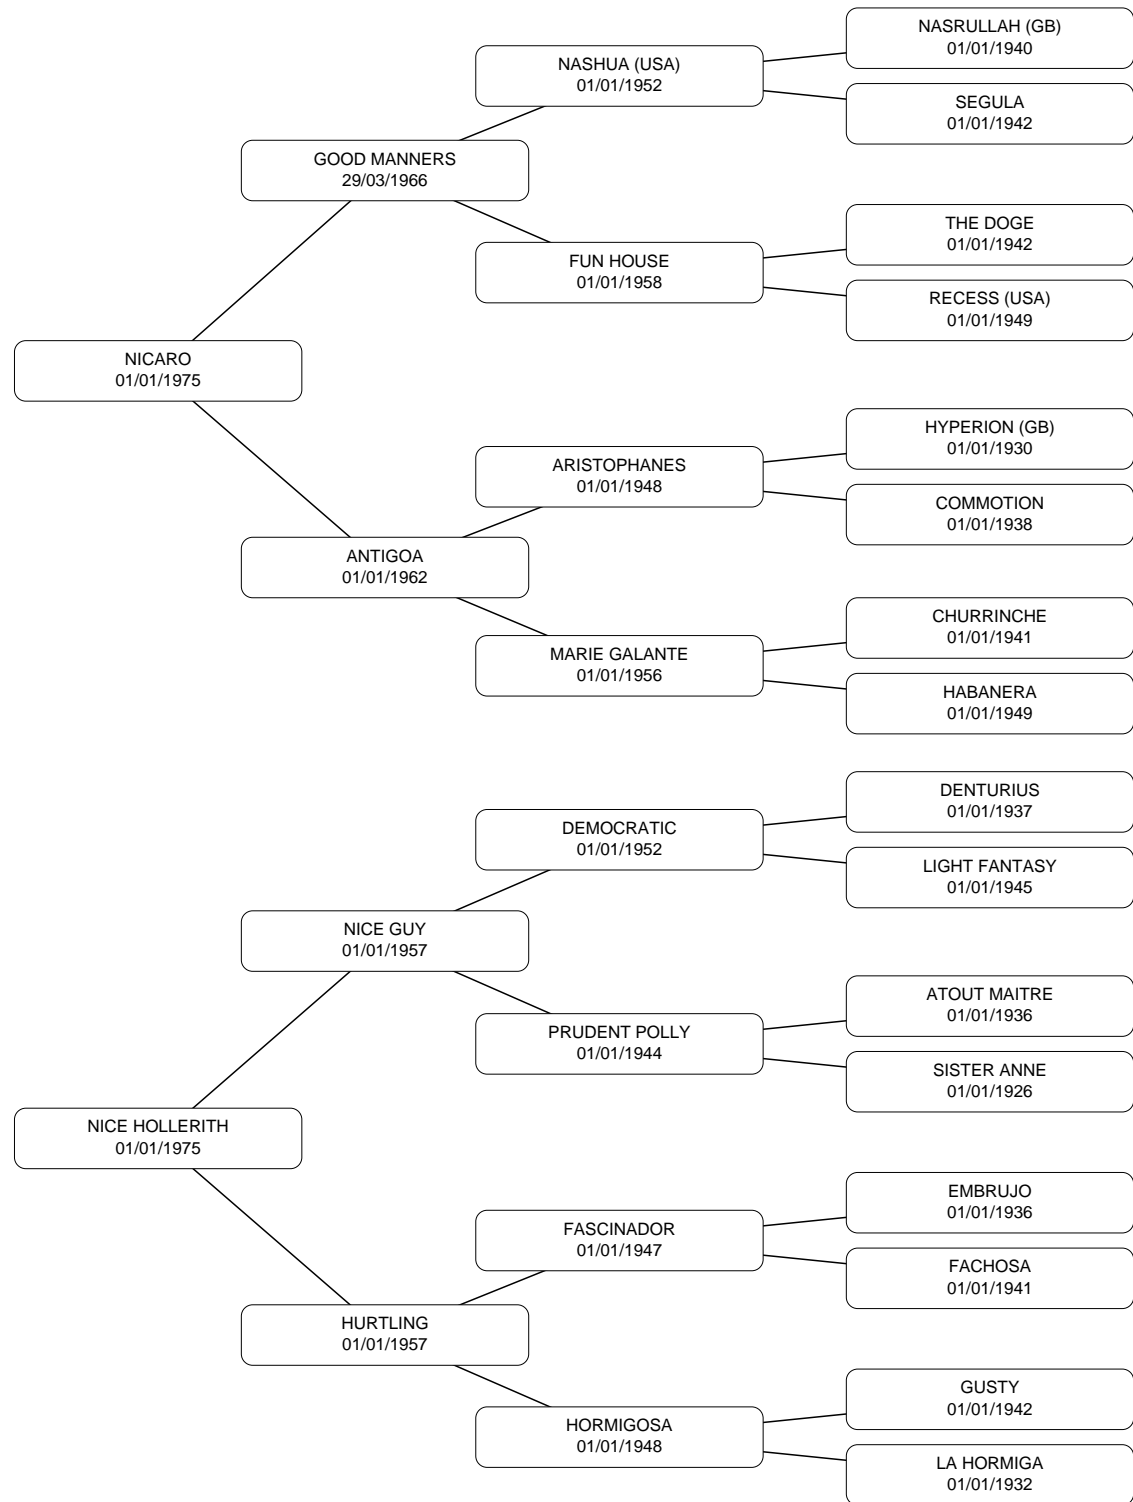 NASRULLAH (GB)
01/01/1940
NASHUA (USA)
01/01/1952
SEGULA
01/01/1942
GOOD MANNERS
29/03/1966
THE DOGE
01/01/1942
FUN HOUSE
01/01/1958
RECESS (USA)
01/01/1949
NICARO
01/01/1975
HYPERION (GB)
01/01/1930
ARISTOPHANES
01/01/1948
COMMOTION
01/01/1938
ANTIGOA
01/01/1962
CHURRINCHE
01/01/1941
MARIE GALANTE
01/01/1956
HABANERA
01/01/1949
DENTURIUS
01/01/1937
DEMOCRATIC
01/01/1952
LIGHT FANTASY
01/01/1945
NICE GUY
01/01/1957
ATOUT MAITRE
01/01/1936
PRUDENT POLLY
01/01/1944
SISTER ANNE
01/01/1926
NICE HOLLERITH
01/01/1975
EMBRUJO
01/01/1936
FASCINADOR
01/01/1947
FACHOSA
01/01/1941
HURTLING
01/01/1957
GUSTY
01/01/1942
HORMIGOSA
01/01/1948
LA HORMIGA
01/01/1932